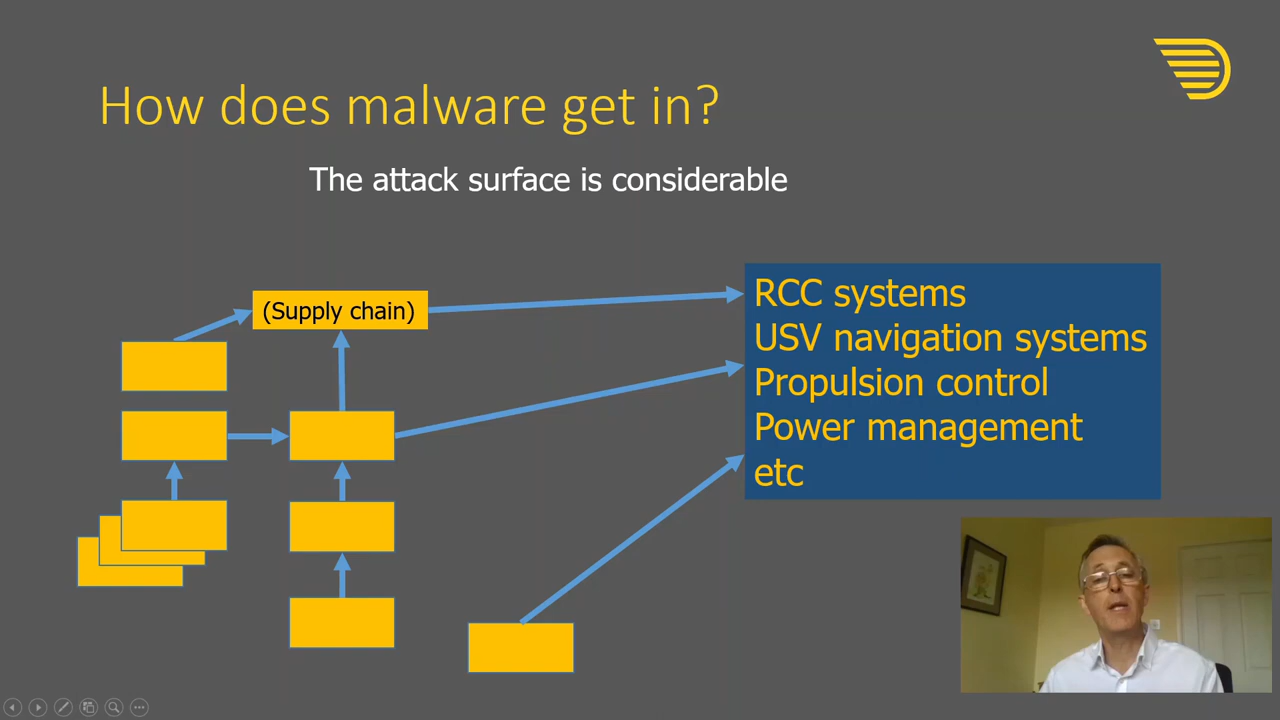 How does malware get in?
The attack surface is considerable
(Supply chain)
RCC systems
USV navigation systems
Propulsion control
Power management
etc